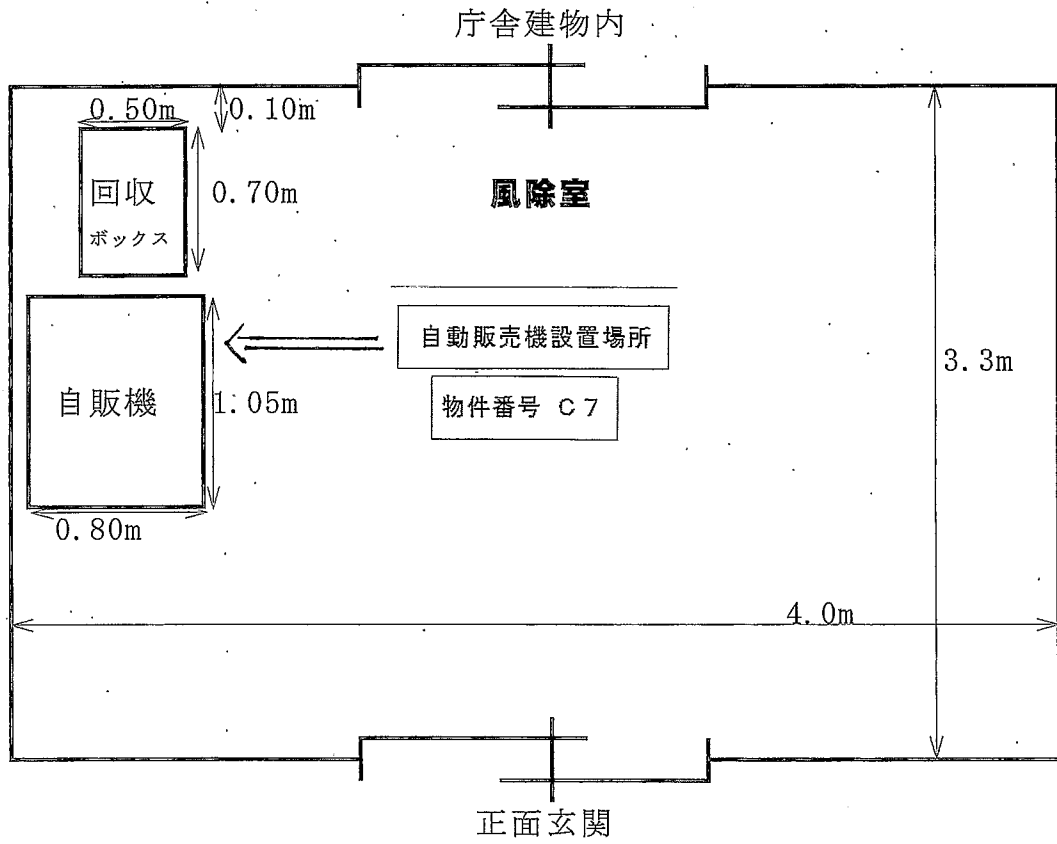 庁舎建物内
0.50m
0.10m
回収
ボックス
0.70m
風除室
自動販売機設置場所
物件番号 C7
自販機
1.05m
0.80m
3.3m
4.0m
正面玄関